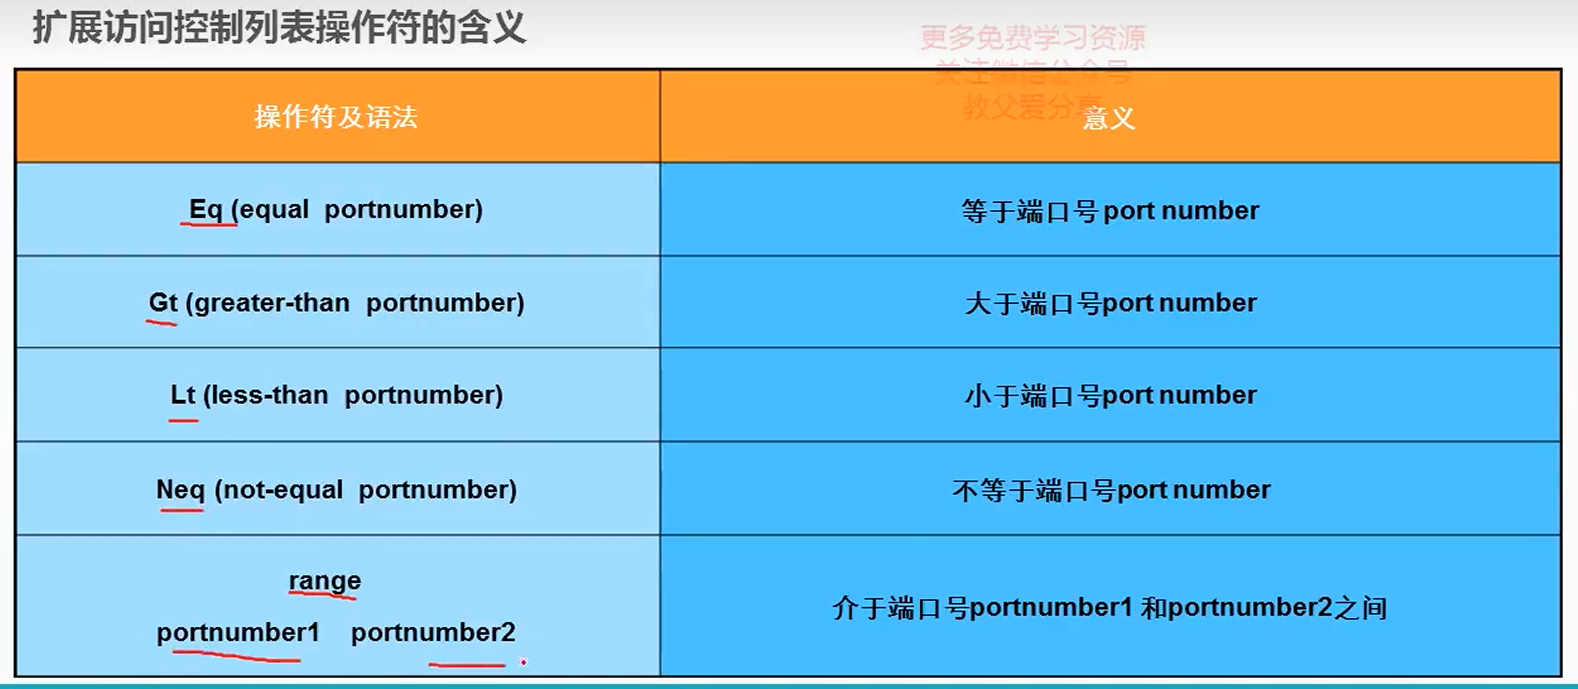 扩展访问控制列表操作符的含义
更多免费学习资源
关注微信公众号
教父爱分享
操作符及语法
意义
Eq (equal portnumber)
等于端口号 port number
Gt (greater-than portnumber)
大于端口号port number
Lt (less-than portnumber)
小于端口号port number
Neq (not-equal portnumber)
不等于端口号port number
range
portnumber1 portnumber2
介于端口号portnumber1 和portnumber2之间